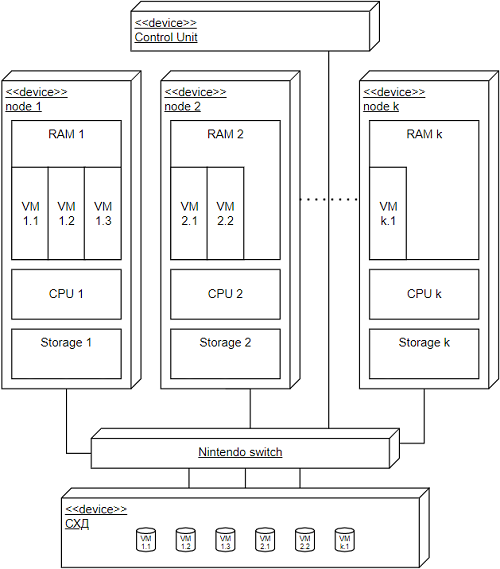 <<device>>
Control Unit
<<device>>
node 1
RAM 1
VM
1.1
VM
1.2
VM
1.3
CPU 1
Storage 1
<<device>>
node 2
RAM 2
VM
2.1
VM
2.2
CPU 2
Storage 2
<<device>>
node k
RAM k
VM
k.1
CPU k
Storage k
Nintendo switch
<<device>>
СХД
VM
1.1
VM
1.2
VM
1.3
VM
2.1
VM
2.2
VM
k.1